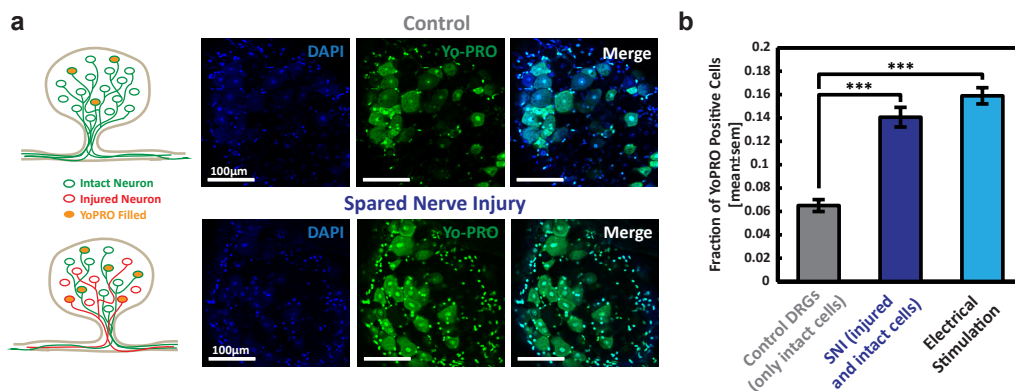 a
Control
DAPI
Yo-PRO
Merge
100μm
Intact Neuron
Injured Neuron
YoPRO Filled
Spared Nerve Injury
DAPI
Yo-PRO
Merge
100μm
b
Fraction of YoPRO Positive Cells
[mean±sem]
0.2
0.18
0.16
0.14
0.12
0.1
0.08
0.06
0.04
0.02
0
***
***
Control DRGs
(only intact cells)
SNI (injured
and intact cells)
Electrical
Stimulation